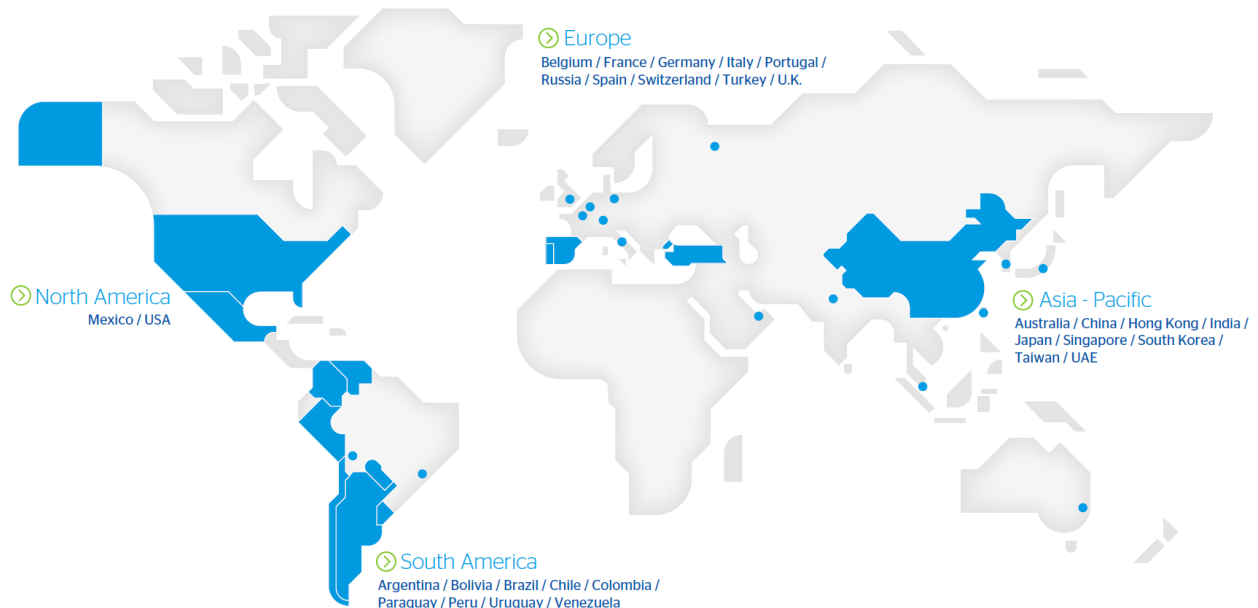 Europe
Belgium / France / Germany / Italy / Portugal /
Russia / Spain / Switzerland / Turkey / U.K.
North America
Mexico / USA
Asia - Pacific
Australia / China / Hong Kong / India /
Japan / Singapore / South Korea /
Taiwan / UAE
South America
Argentina / Bolivia / Brazil / Chile / Colombia /
Paraguay / Peru / Uruguay / Venezuela